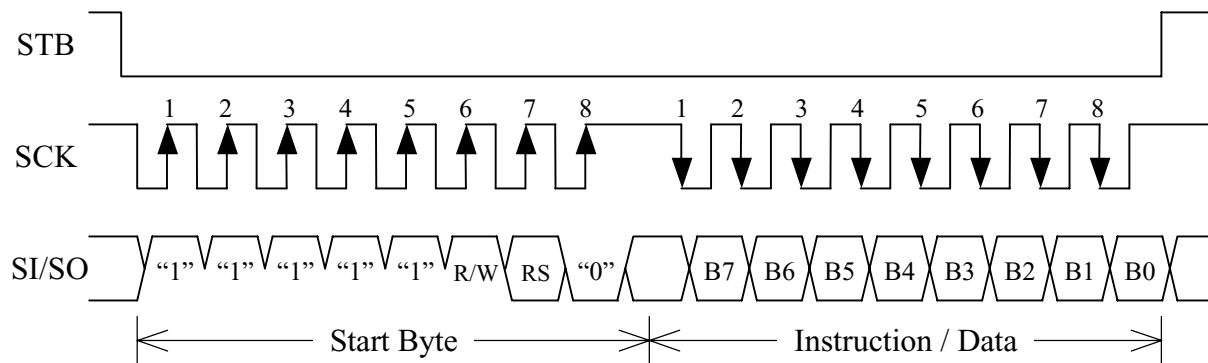 STB
1 2 3 4 5 6 7 8 1 2 3 4 5 6 7 8
SCK
SI/SO “1” “1” “1” “1” “1” R/W RS “0” B7 B6 B5 B4 B3 B2 B1 B0
Start Byte Instruction / Data